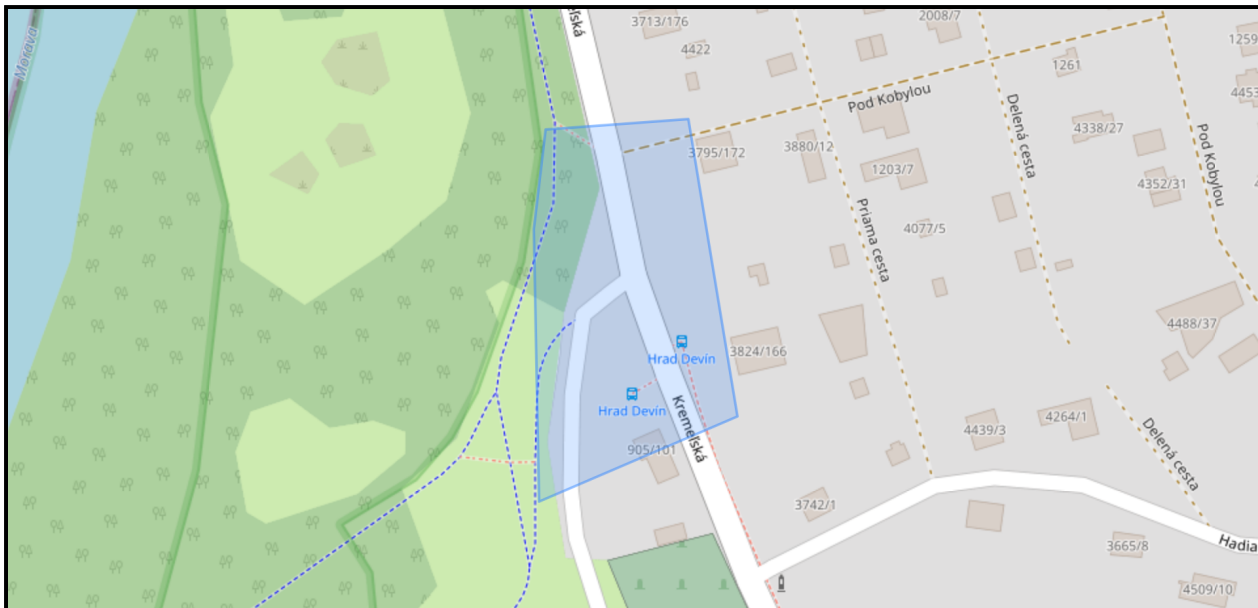 eľská
3713/176
2008/7
4422
1259
1261
Morava
4453
Pod Kobylou
4338/27
3795/172
3880/12
Delená cesta
Pod Kobylou
1203/7
4352/31
Priama cesta
4077/5
4488/37
Hrad Devín
3824/166
Hrad Devín
Kremeľská
4264/1
4439/3
905/101
Delená cesta
3742/1
Hadia
3665/8
4509/10